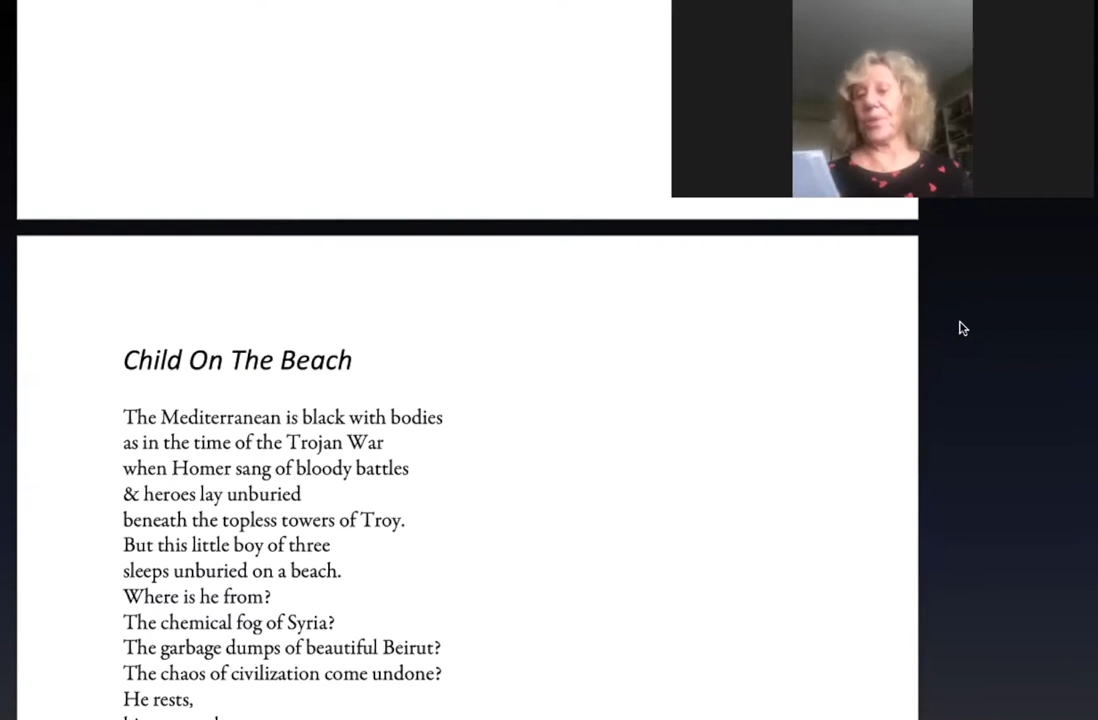 Child On The Beach
The Mediterranean is black with bodies
as in the time of the Trojan War
when Homer sang of bloody battles
& heroes lay unburied
beneath the topless towers of Troy.
But this little boy of three
sleeps unburied on a beach.
Where is he from?
The chemical fog of Syria?
The garbage dumps of beautiful Beirut?
The chaos of civilization come undone?
He rests,